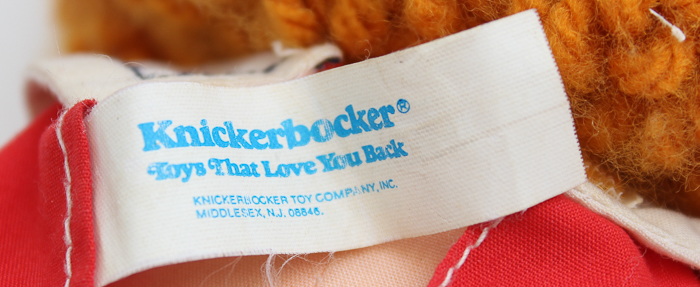 Knickerbocker®
Toys That Love You Back
KNICKERBOCKER TOY COMPANY, INC.
MIDDLESEX, N.J. 08846.